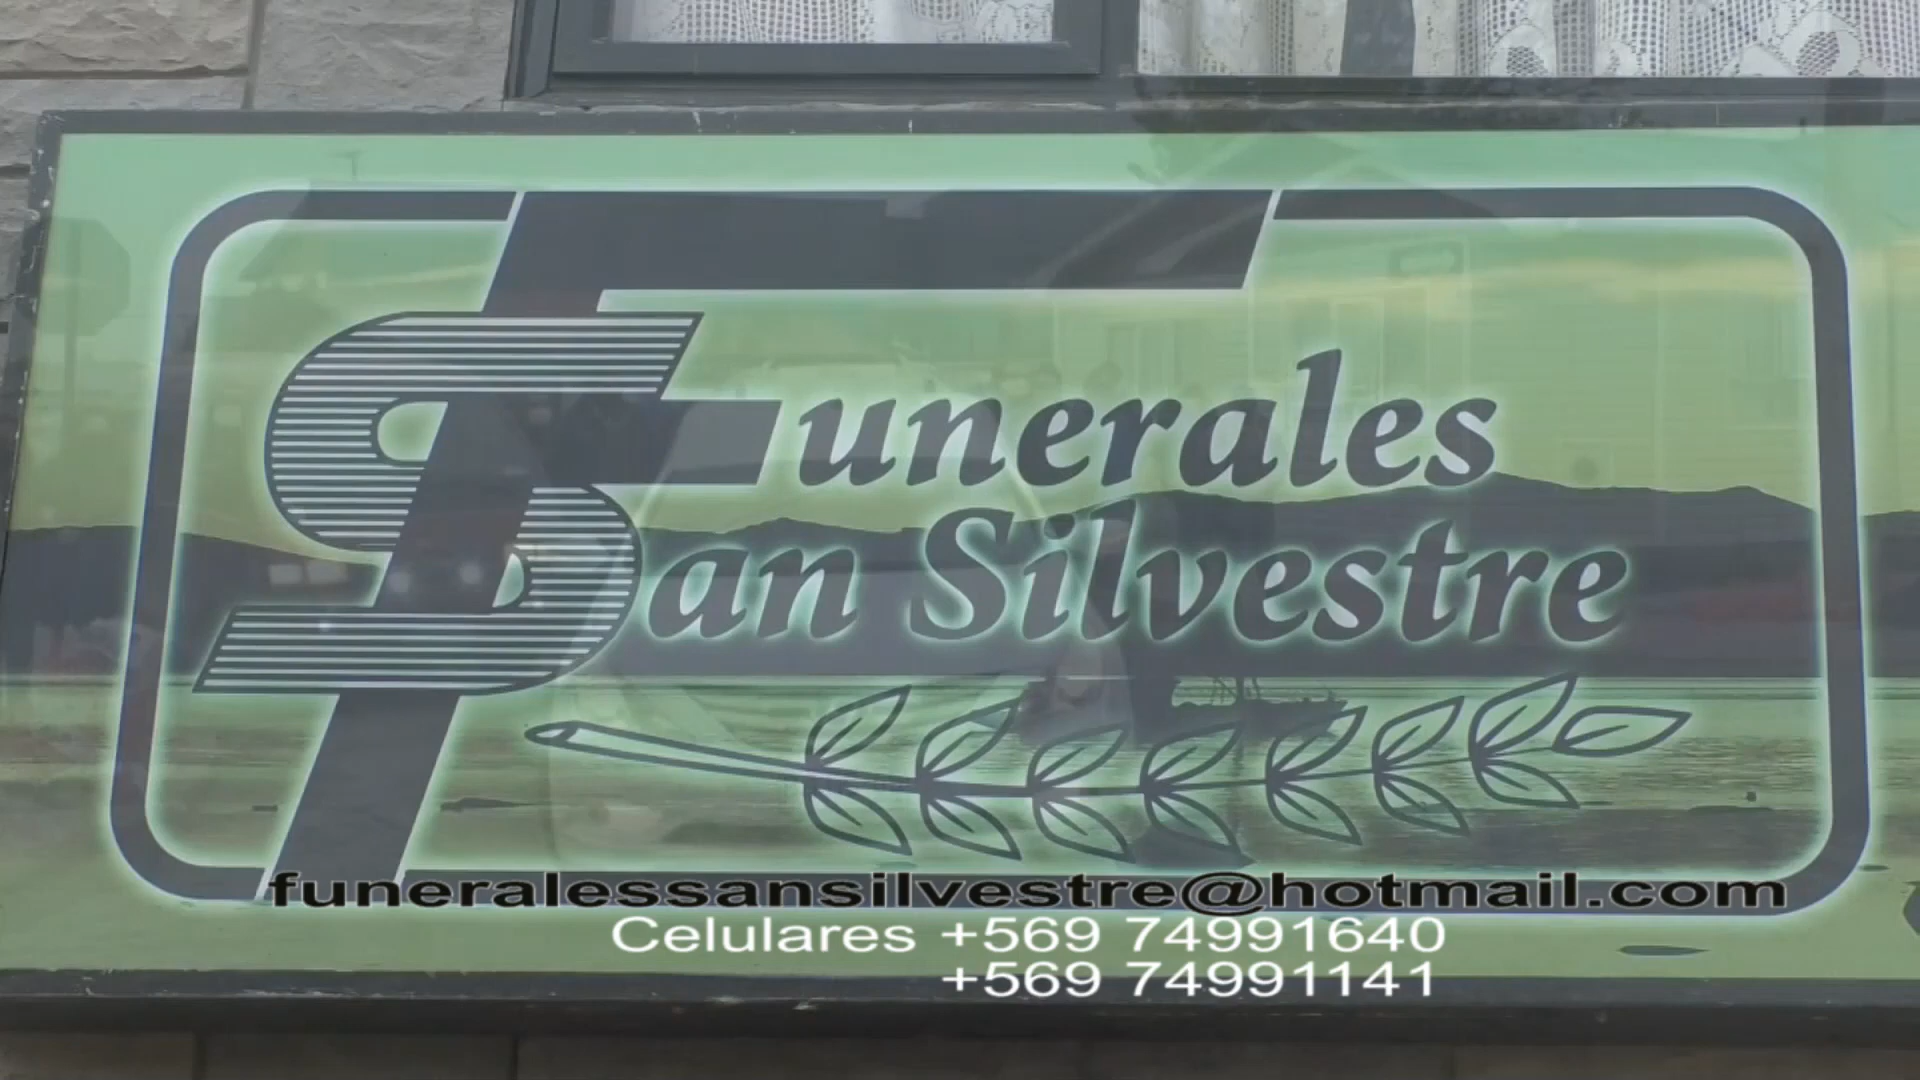 Funerales
San Silvestre
funeralessansilvestre@hotmail.com
Celulares +569 74991640
+569 74991141